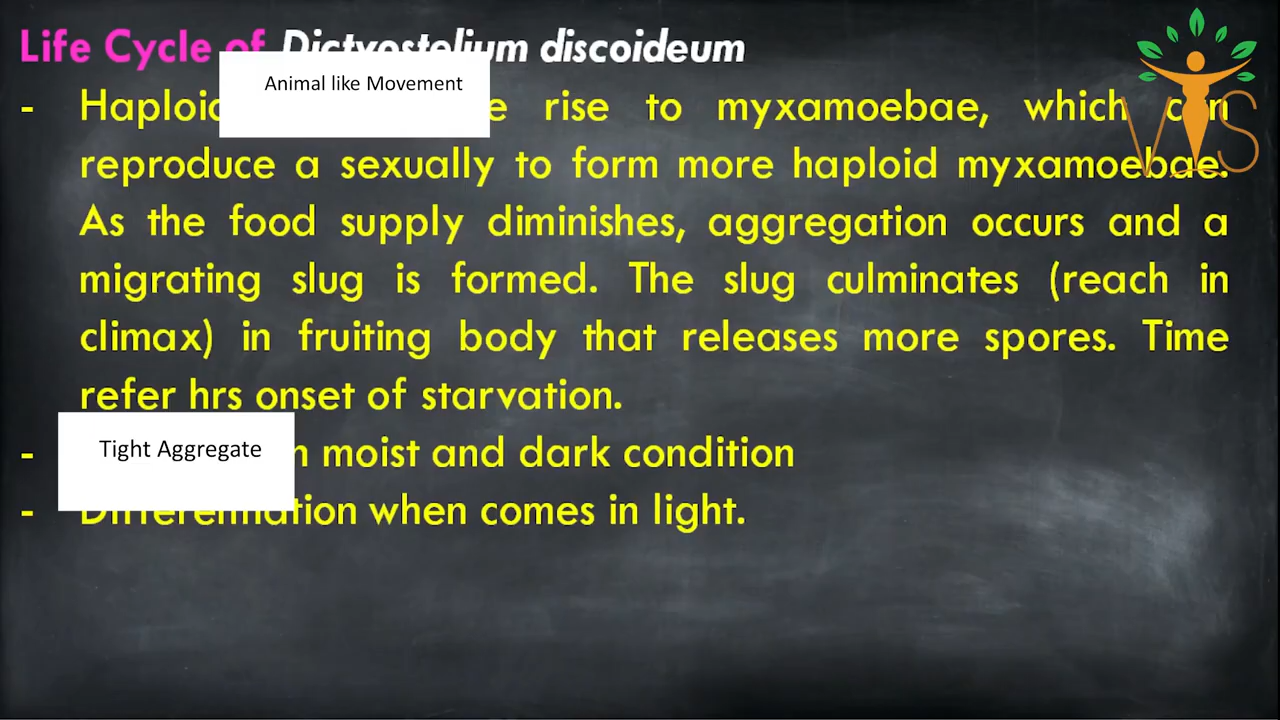 Life Cycle of Dictyostelium discoideum
Animal like Movement
- Haploid rise to myxamoebae, which can
reproduce a sexually to form more haploid myxamoebae.
As the food supply diminishes, aggregation occurs and a
migrating slug is formed. The slug culminates (reach in
climax) in fruiting body that releases more spores. Time
refer hrs onset of starvation.
Tight Aggregate
- moist and dark condition
- Differentiation when comes in light.
VIS